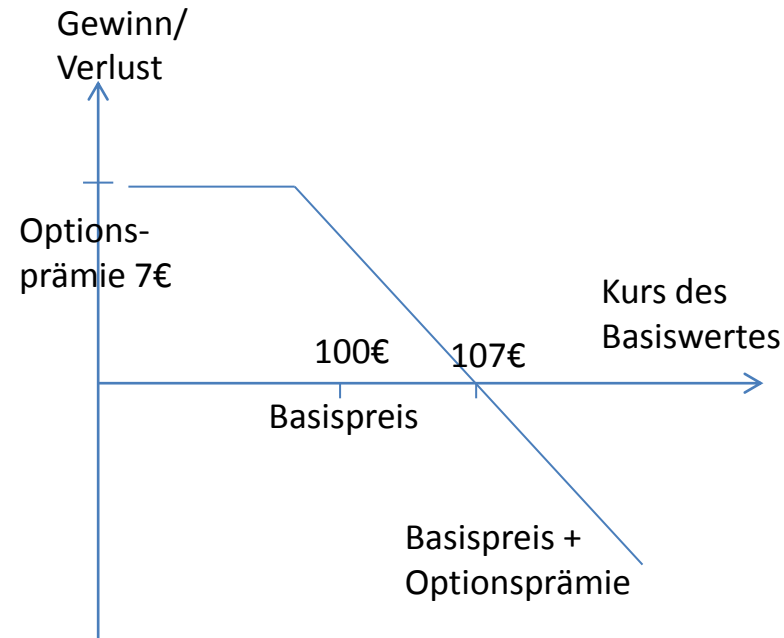 Gewinn/
Verlust
Options-
prämie 7€
Kurs des
Basiswertes
100€
107€
Basispreis
Basispreis +
Optionsprämie